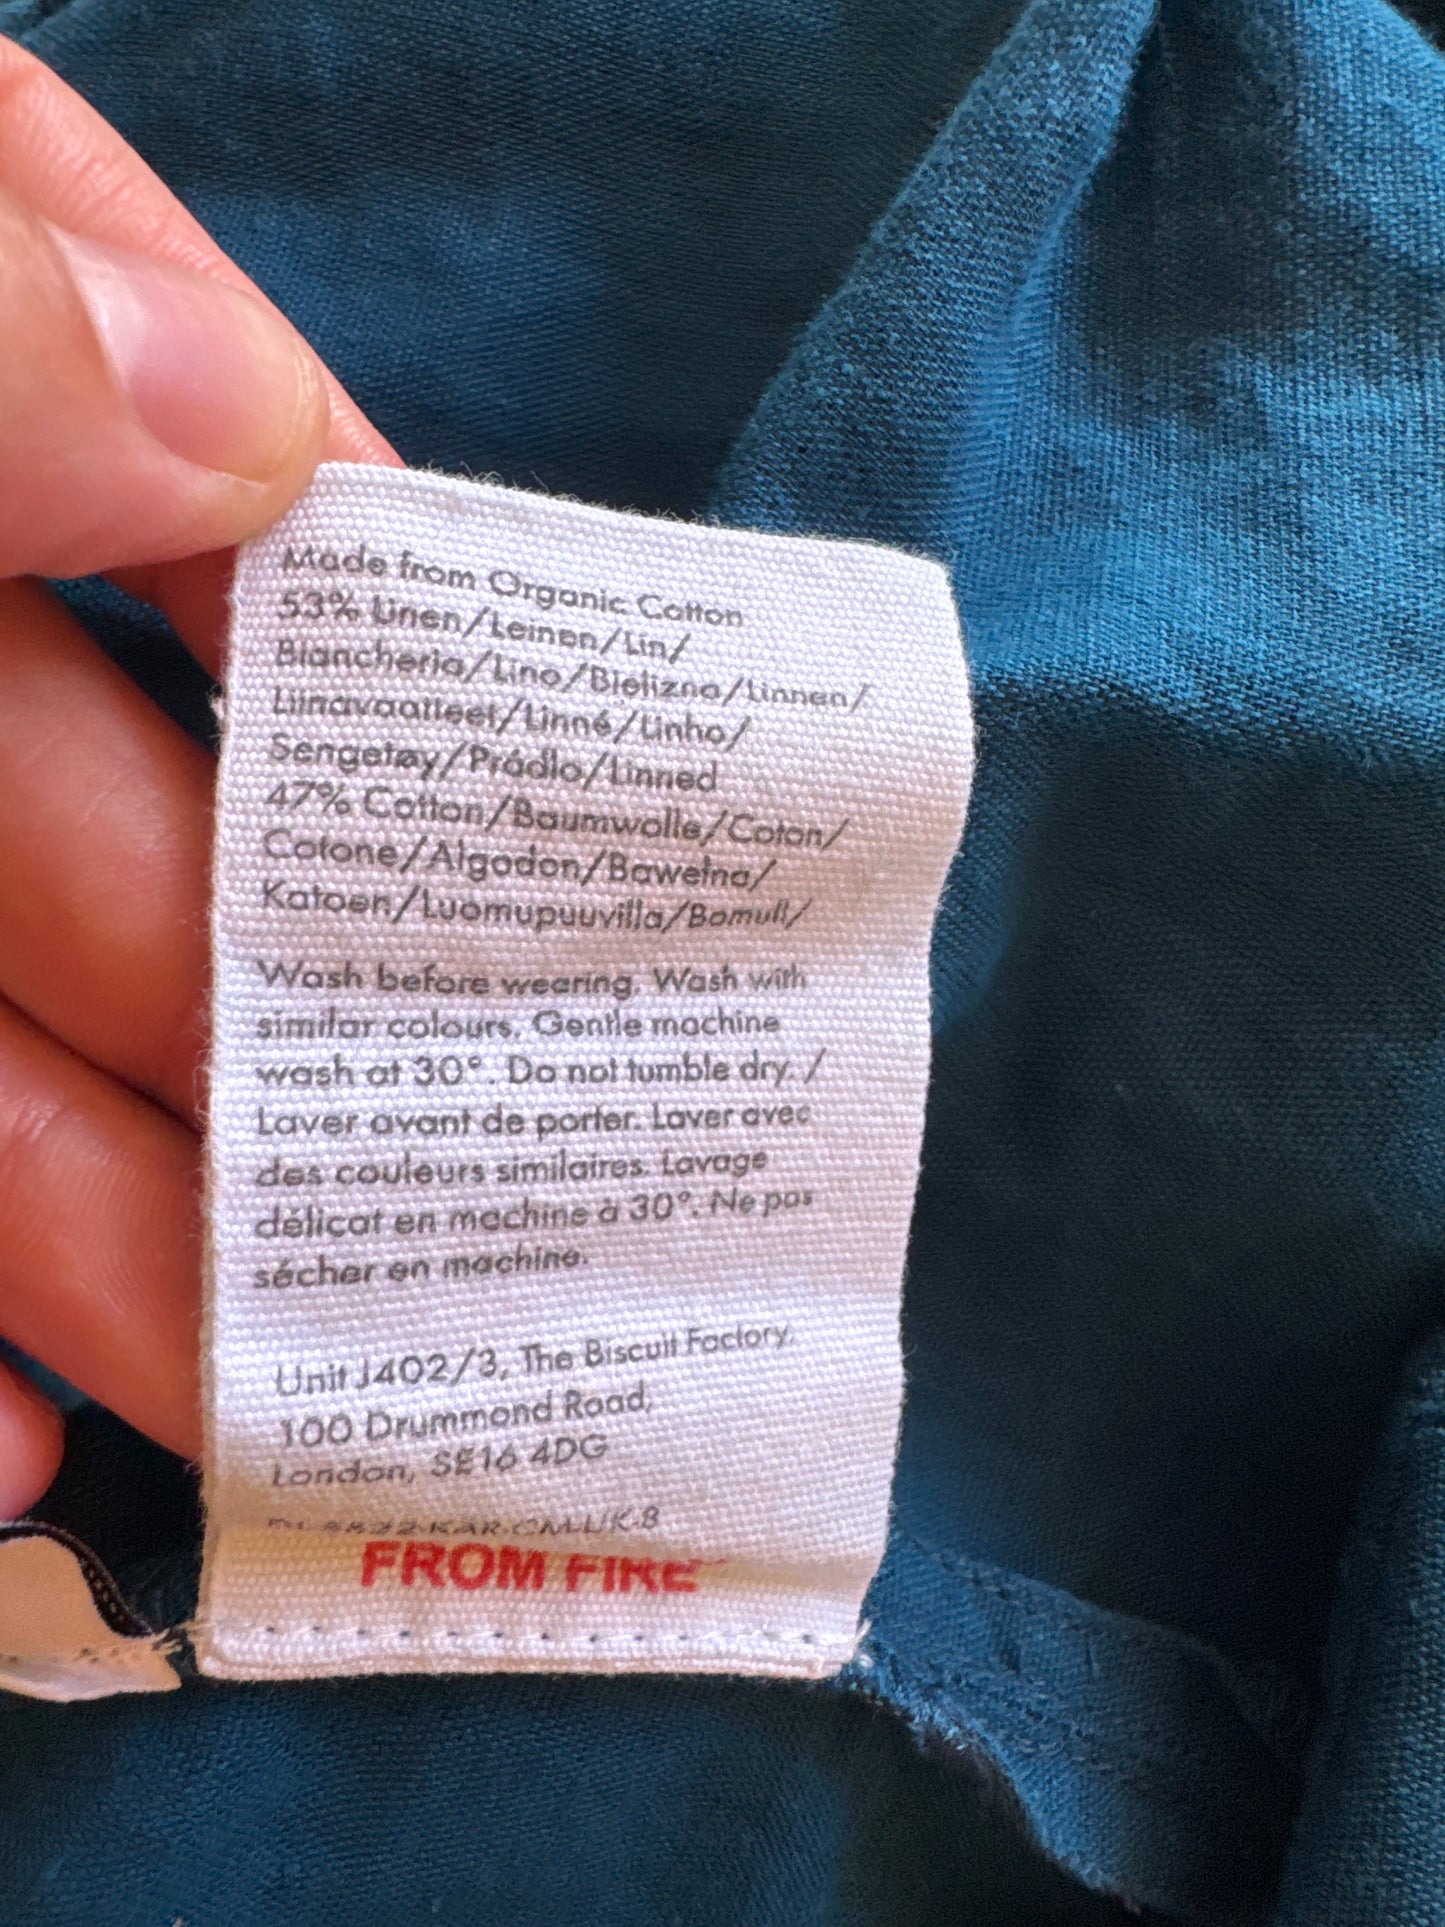 Made from Organic Cotton
53% Linen/Leinen/Lin/
Biancheria/Lino/Bielizna/Linnen/
Liinavaatteet/Linné/Linho/
Sengetøy/Prádlo/Linned
47% Cotton/Baumwolle/Coton/
Cotone/Algodon/Bawełna/
Katoen/Luomupuuvilla/Bomull/
Wash before wearing. Wash with
similar colours. Gentle machine
wash at 30°. Do not tumble dry. /
Laver avant de porter. Laver avec
des couleurs similaires. Lavage
délicat en machine à 30°. Ne pas
sécher en machine.
Unit J402/3, The Biscuit Factory,
100 Drummond Road,
London, SE16 4DG
FROM FIRE